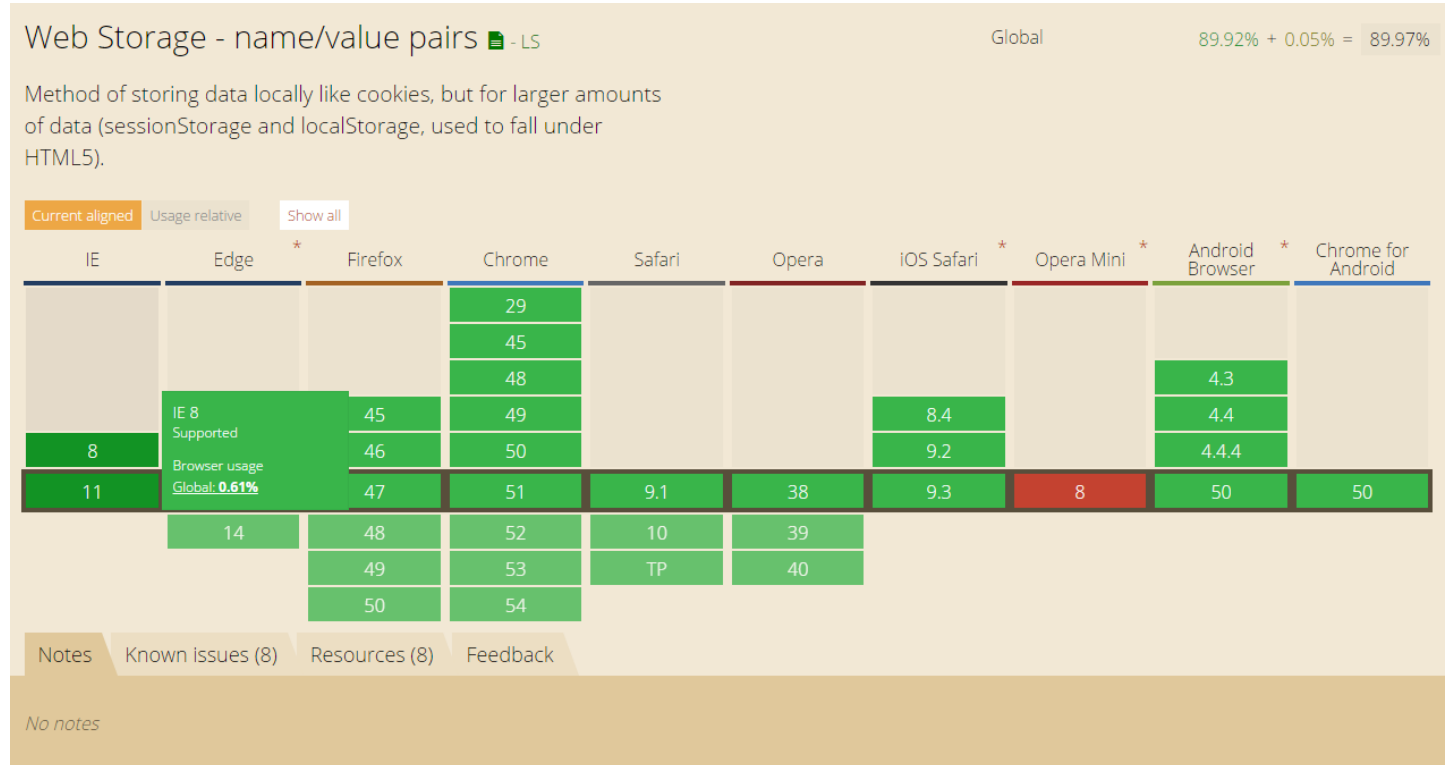 Web Storage - name/value pairs - LS
Global 89.92% + 0.05% = 89.97%
Method of storing data locally like cookies, but for larger amounts
of data (sessionStorage and localStorage, used to fall under
HTML5).
Current aligned Usage relative Show all
IE Edge * Firefox Chrome Safari Opera iOS Safari * Opera Mini * Android Browser * Chrome for Android
29
45
48 4.3
45 49 8.4 4.4
8 46 50 9.2 4.4.4
11 47 51 9.1 38 9.3 8 50 50
IE 8
Supported
Browser usage
Global: 0.61%
14 48 52 10 39
49 53 TP 40
50 54
Notes Known issues (8) Resources (8) Feedback
No notes